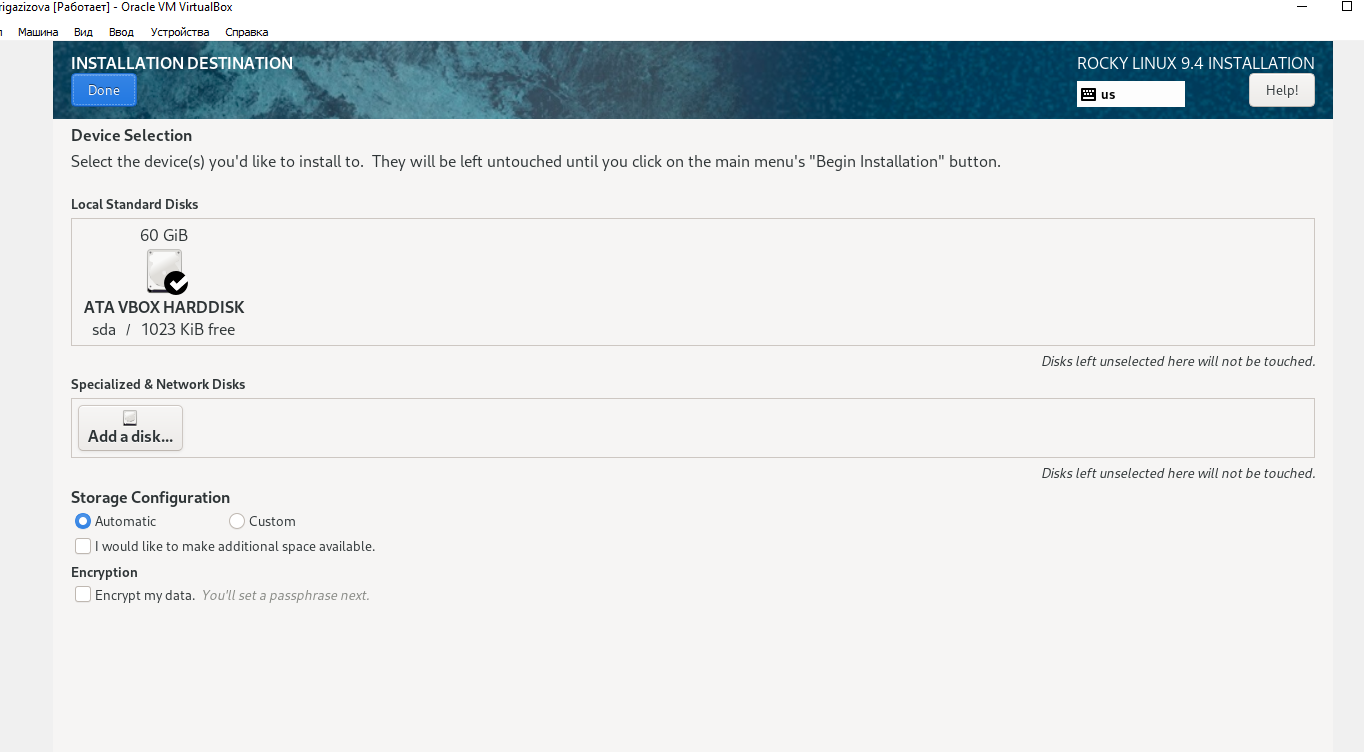 rigazizova [Работает] - Oracle VM VirtualBox
Машина Вид Ввод Устройства Справка
INSTALLATION DESTINATION
Done
ROCKY LINUX 9.4 INSTALLATION
us
Help!
Device Selection
Select the device(s) you'd like to install to. They will be left untouched until you click on the main menu's "Begin Installation" button.
Local Standard Disks
60 GiB
ATA VBOX HARDDISK
sda / 1023 KiB free
Disks left unselected here will not be touched.
Specialized & Network Disks
Add a disk...
Disks left unselected here will not be touched.
Storage Configuration
Automatic Custom
I would like to make additional space available.
Encryption
Encrypt my data. You'll set a passphrase next.